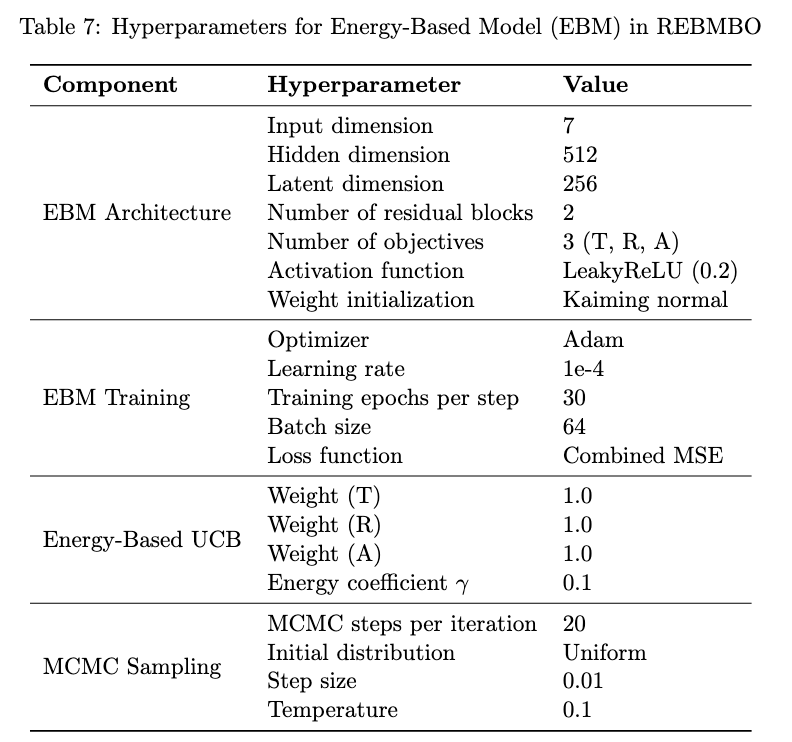 Table 7: Hyperparameters for Energy-Based Model (EBM) in REBMBO
Component Hyperparameter Value
Input dimension 7
Hidden dimension 512
Latent dimension 256
EBM Architecture Number of residual blocks 2
Number of objectives 3 (T, R, A)
Activation function LeakyReLU (0.2)
Weight initialization Kaiming normal
Optimizer Adam
Learning rate 1e-4
EBM Training Training epochs per step 30
Batch size 64
Loss function Combined MSE
Weight (T) 1.0
Weight (R) 1.0
Energy-Based UCB
Weight (A) 1.0
Energy coefficient γ 0.1
MCMC steps per iteration 20
Initial distribution Uniform
MCMC Sampling
Step size 0.01
Temperature 0.1